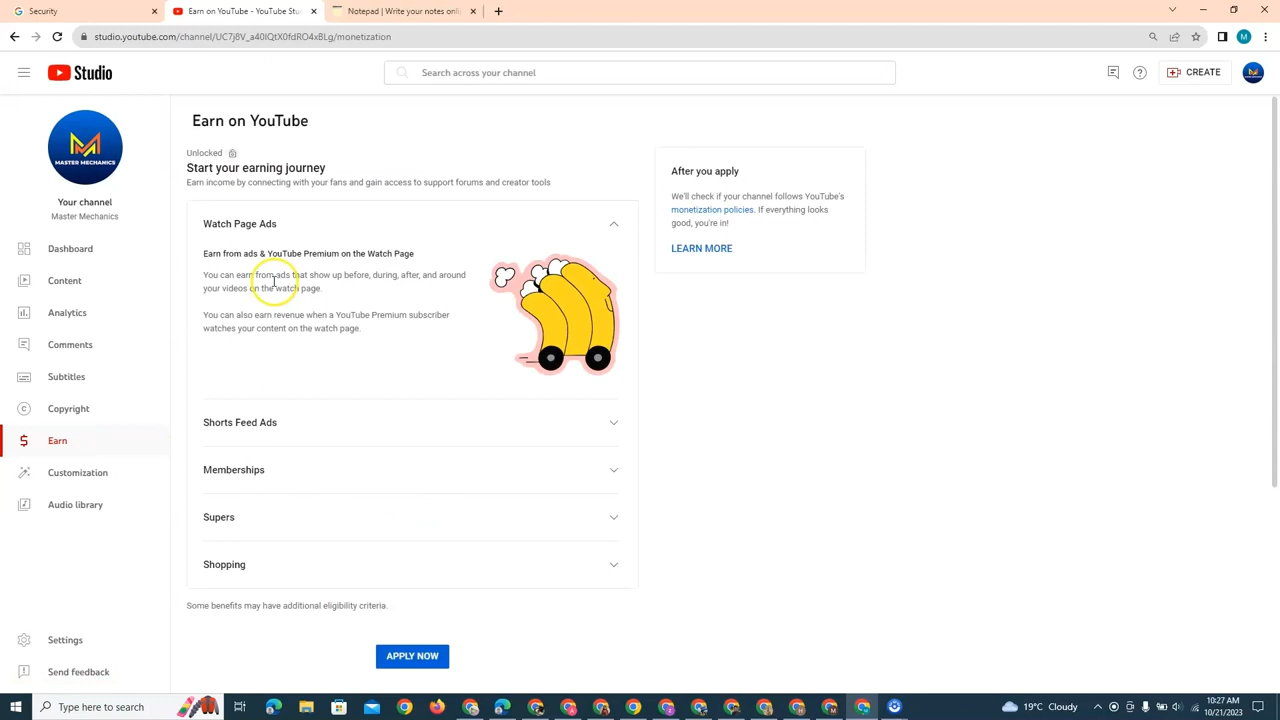 Security
Earn on YouTube - YouTube Stu
Notepad | Write your notes onlin
studio.youtube.com/channel/UC7j8V_a40lQtX0fdRO4xBLg/monetization
M
Studio
Search across your channel
CREATE
MASTER MECHANICS
Your channel
Master Mechanics
Dashboard
Content
Analytics
Comments
Subtitles
Copyright
Earn
Customization
Audio library
Settings
Send feedback
Earn on YouTube
Unlocked
Start your earning journey
Earn income by connecting with your fans and gain access to support forums and creator tools
Watch Page Ads
Earn from ads & YouTube Premium on the Watch Page
You can earn from ads that show up before, during, after, and around
your videos on the watch page.
You can also earn revenue when a YouTube Premium subscriber
watches your content on the watch page.
Shorts Feed Ads
Memberships
Supers
Shopping
Some benefits may have additional eligibility criteria.
APPLY NOW
After you apply
We'll check if your channel follows YouTube's
monetization policies. If everything looks
good, you're in!
LEARN MORE
Type here to search
19°C Cloudy
10:27 AM
10/21/2023